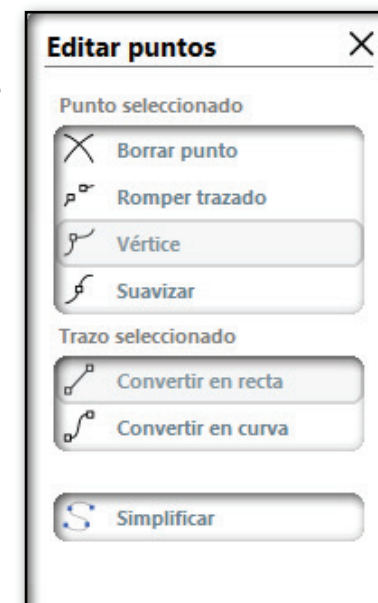 Editar puntos
Punto seleccionado
Borrar punto
Romper trazado
Vértice
Suavizar
Trazo seleccionado
Convertir en recta
Convertir en curva
Simplificar